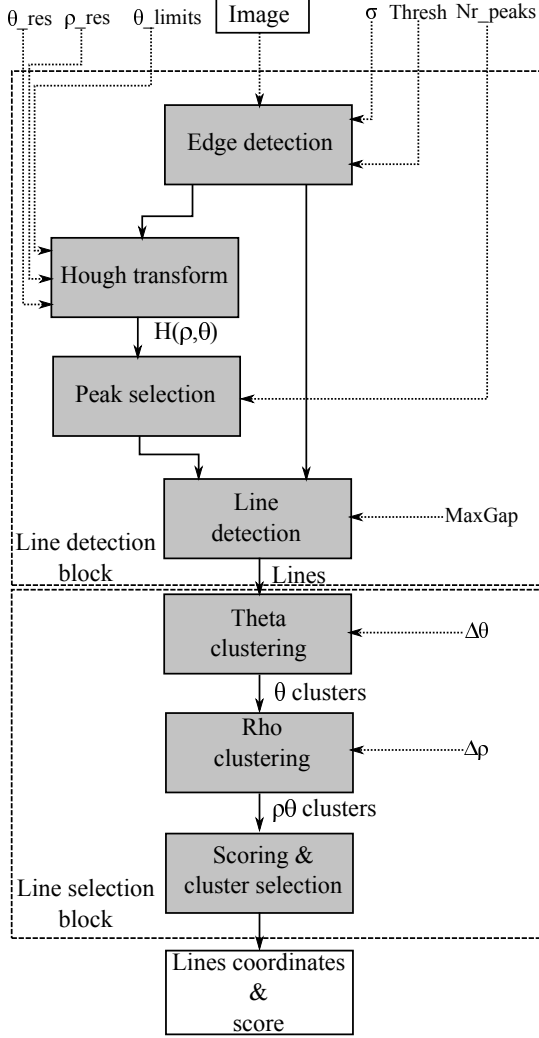 θ_res ρ_res θ_limits Image σ Thresh Nr_peaks
Edge detection
Hough transform
H(ρ,θ)
Peak selection
Line
detection
MaxGap
Line detection
block
Lines
Theta
clustering
Δθ
θ clusters
Rho
clustering
Δρ
ρθ clusters
Scoring &
cluster selection
Line selection
block
Lines coordinates
&
score